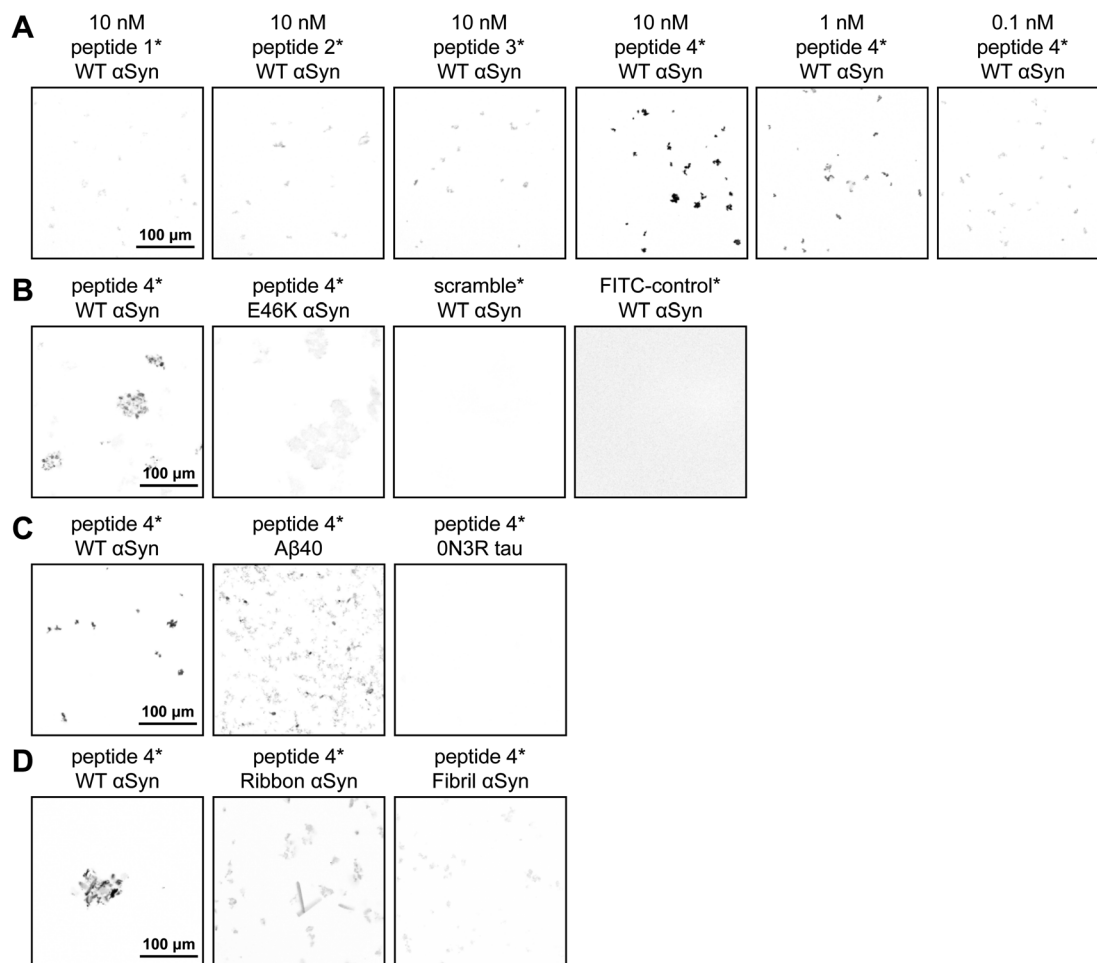 A
10 nM
peptide 1*
WT αSyn
10 nM
peptide 2*
WT αSyn
10 nM
peptide 3*
WT αSyn
10 nM
peptide 4*
WT αSyn
1 nM
peptide 4*
WT αSyn
0.1 nM
peptide 4*
WT αSyn
100 µm
B
peptide 4*
WT αSyn
peptide 4*
E46K αSyn
scramble*
WT αSyn
FITC-control*
WT αSyn
100 µm
C
peptide 4*
WT αSyn
peptide 4*
Aβ40
peptide 4*
0N3R tau
100 µm
D
peptide 4*
WT αSyn
peptide 4*
Ribbon αSyn
peptide 4*
Fibril αSyn
100 µm